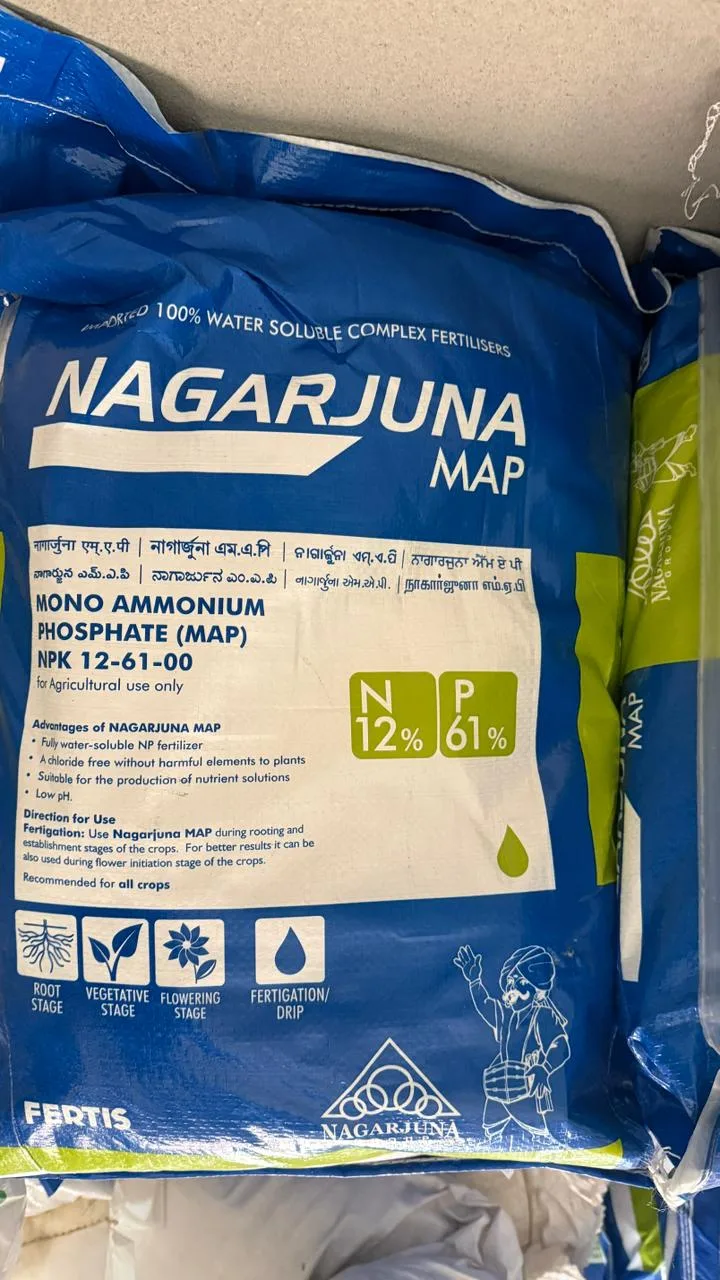 IMPORTED 100% WATER SOLUBLE COMPLEX FERTILISERS
NAGARJUNA
MAP
नागार्जुना एम्.ए.पी | নাগার্জুনা এম.এ.পি | ନାଗାର୍ଜୁନା ଏମ୍.ଏ.ପି | ਨਾਗਾਰਜੁਨਾ ਐੱਮ ਏ ਪੀ
నాగార్జున ఎమ్.ఎ.పి | ನಾಗಾರ್ಜುನ ಎಂ.ಎ.ಪಿ | નાગાર્જુના એમ.એ.પી. | நாகார்ஜுனா எம்.ஏ.பி
MONO AMMONIUM
PHOSPHATE (MAP)
NPK 12-61-00
for Agricultural use only
N
12%
P
61%
Advantages of NAGARJUNA MAP
• Fully water-soluble NP fertilizer
• A chloride free without harmful elements to plants
• Suitable for the production of nutrient solutions
• Low pH.
Direction for Use
Fertigation: Use Nagarjuna MAP during rooting and
establishment stages of the crops. For better results it can be
also used during flower initiation stage of the crops.
Recommended for all crops
ROOT
STAGE
VEGETATIVE
STAGE
FLOWERING
STAGE
FERTIGATION/
DRIP
FERTIS
NAGARJUNA
MAP